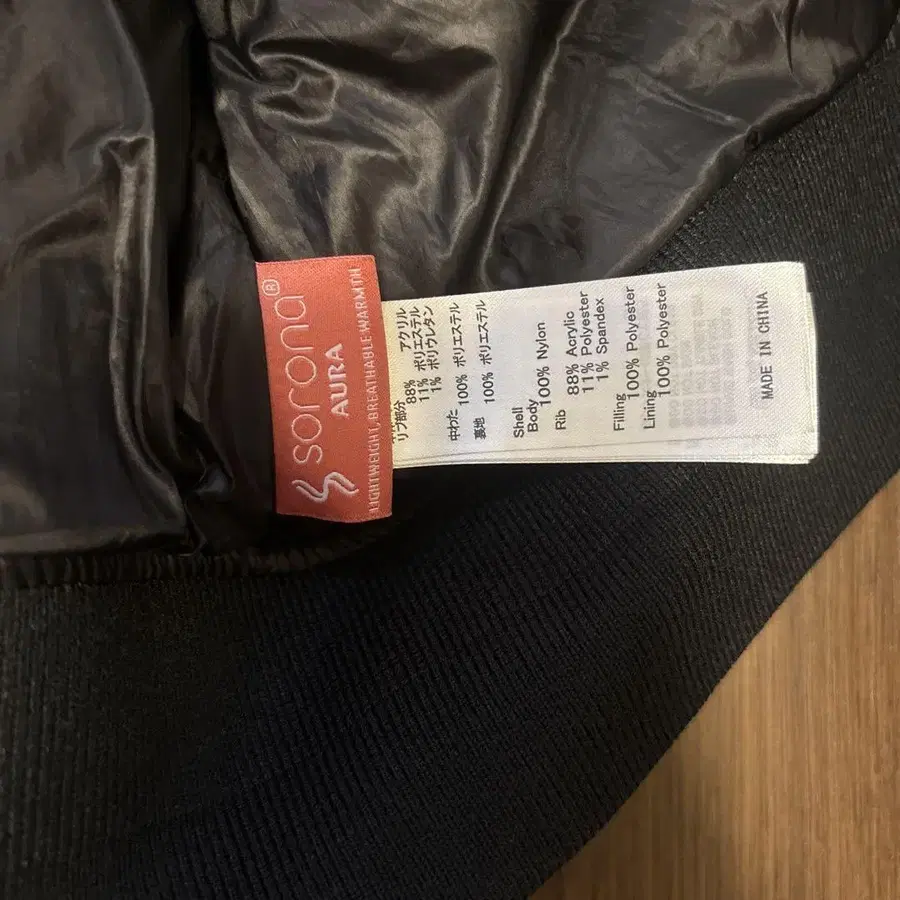 sorona®
AURA
LIGHTWEIGHT, BREATHABLE WARMTH
リブ部分
88% アクリル
11% ポリエステル
1% ポリウレタン
中わた 100% ポリエステル
裏地 100% ポリエステル
Shell
Body 100% Nylon
Rib 88% Acrylic
11% Polyester
1% Spandex
Filling 100% Polyester
Lining 100% Polyester
MADE IN CHINA